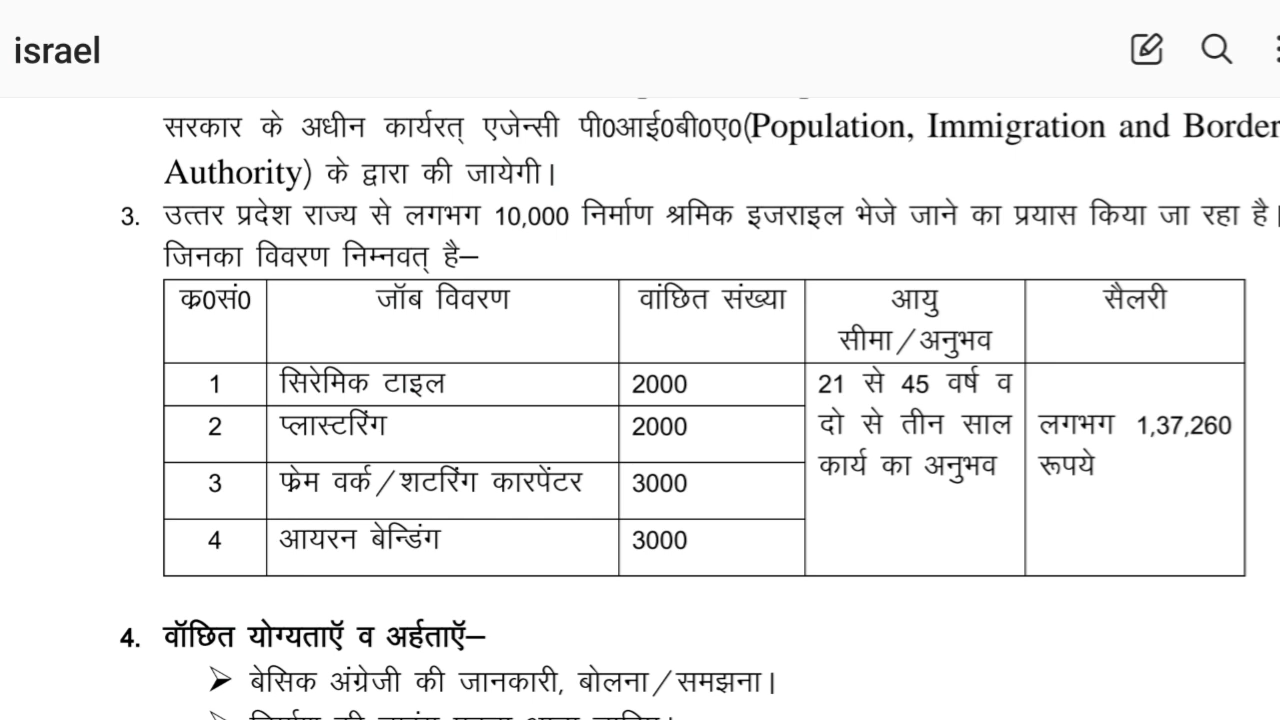 israel
सरकार के अधीन कार्यरत् एजेन्सी पी0आई0बी0ए0(Population, Immigration and Border
Authority) के द्वारा की जायेगी।
3. उत्तर प्रदेश राज्य से लगभग 10,000 निर्माण श्रमिक इजराइल भेजे जाने का प्रयास किया जा रहा है।
जिनका विवरण निम्नवत् है–
क0सं0 जॉब विवरण वांछित संख्या आयु सैलरी
सीमा/अनुभव
1 सिरेमिक टाइल 2000 21 से 45 वर्ष व
2 प्लास्टरिंग 2000 दो से तीन साल लगभग 1,37,260
कार्य का अनुभव रूपये
3 फ्रेम वर्क/शटरिंग कारपेंटर 3000
4 आयरन बेन्डिंग 3000
4. वॉछित योग्यताऍ व अर्हताऍ–
➢ बेसिक अंग्रेजी की जानकारी, बोलना/समझना।